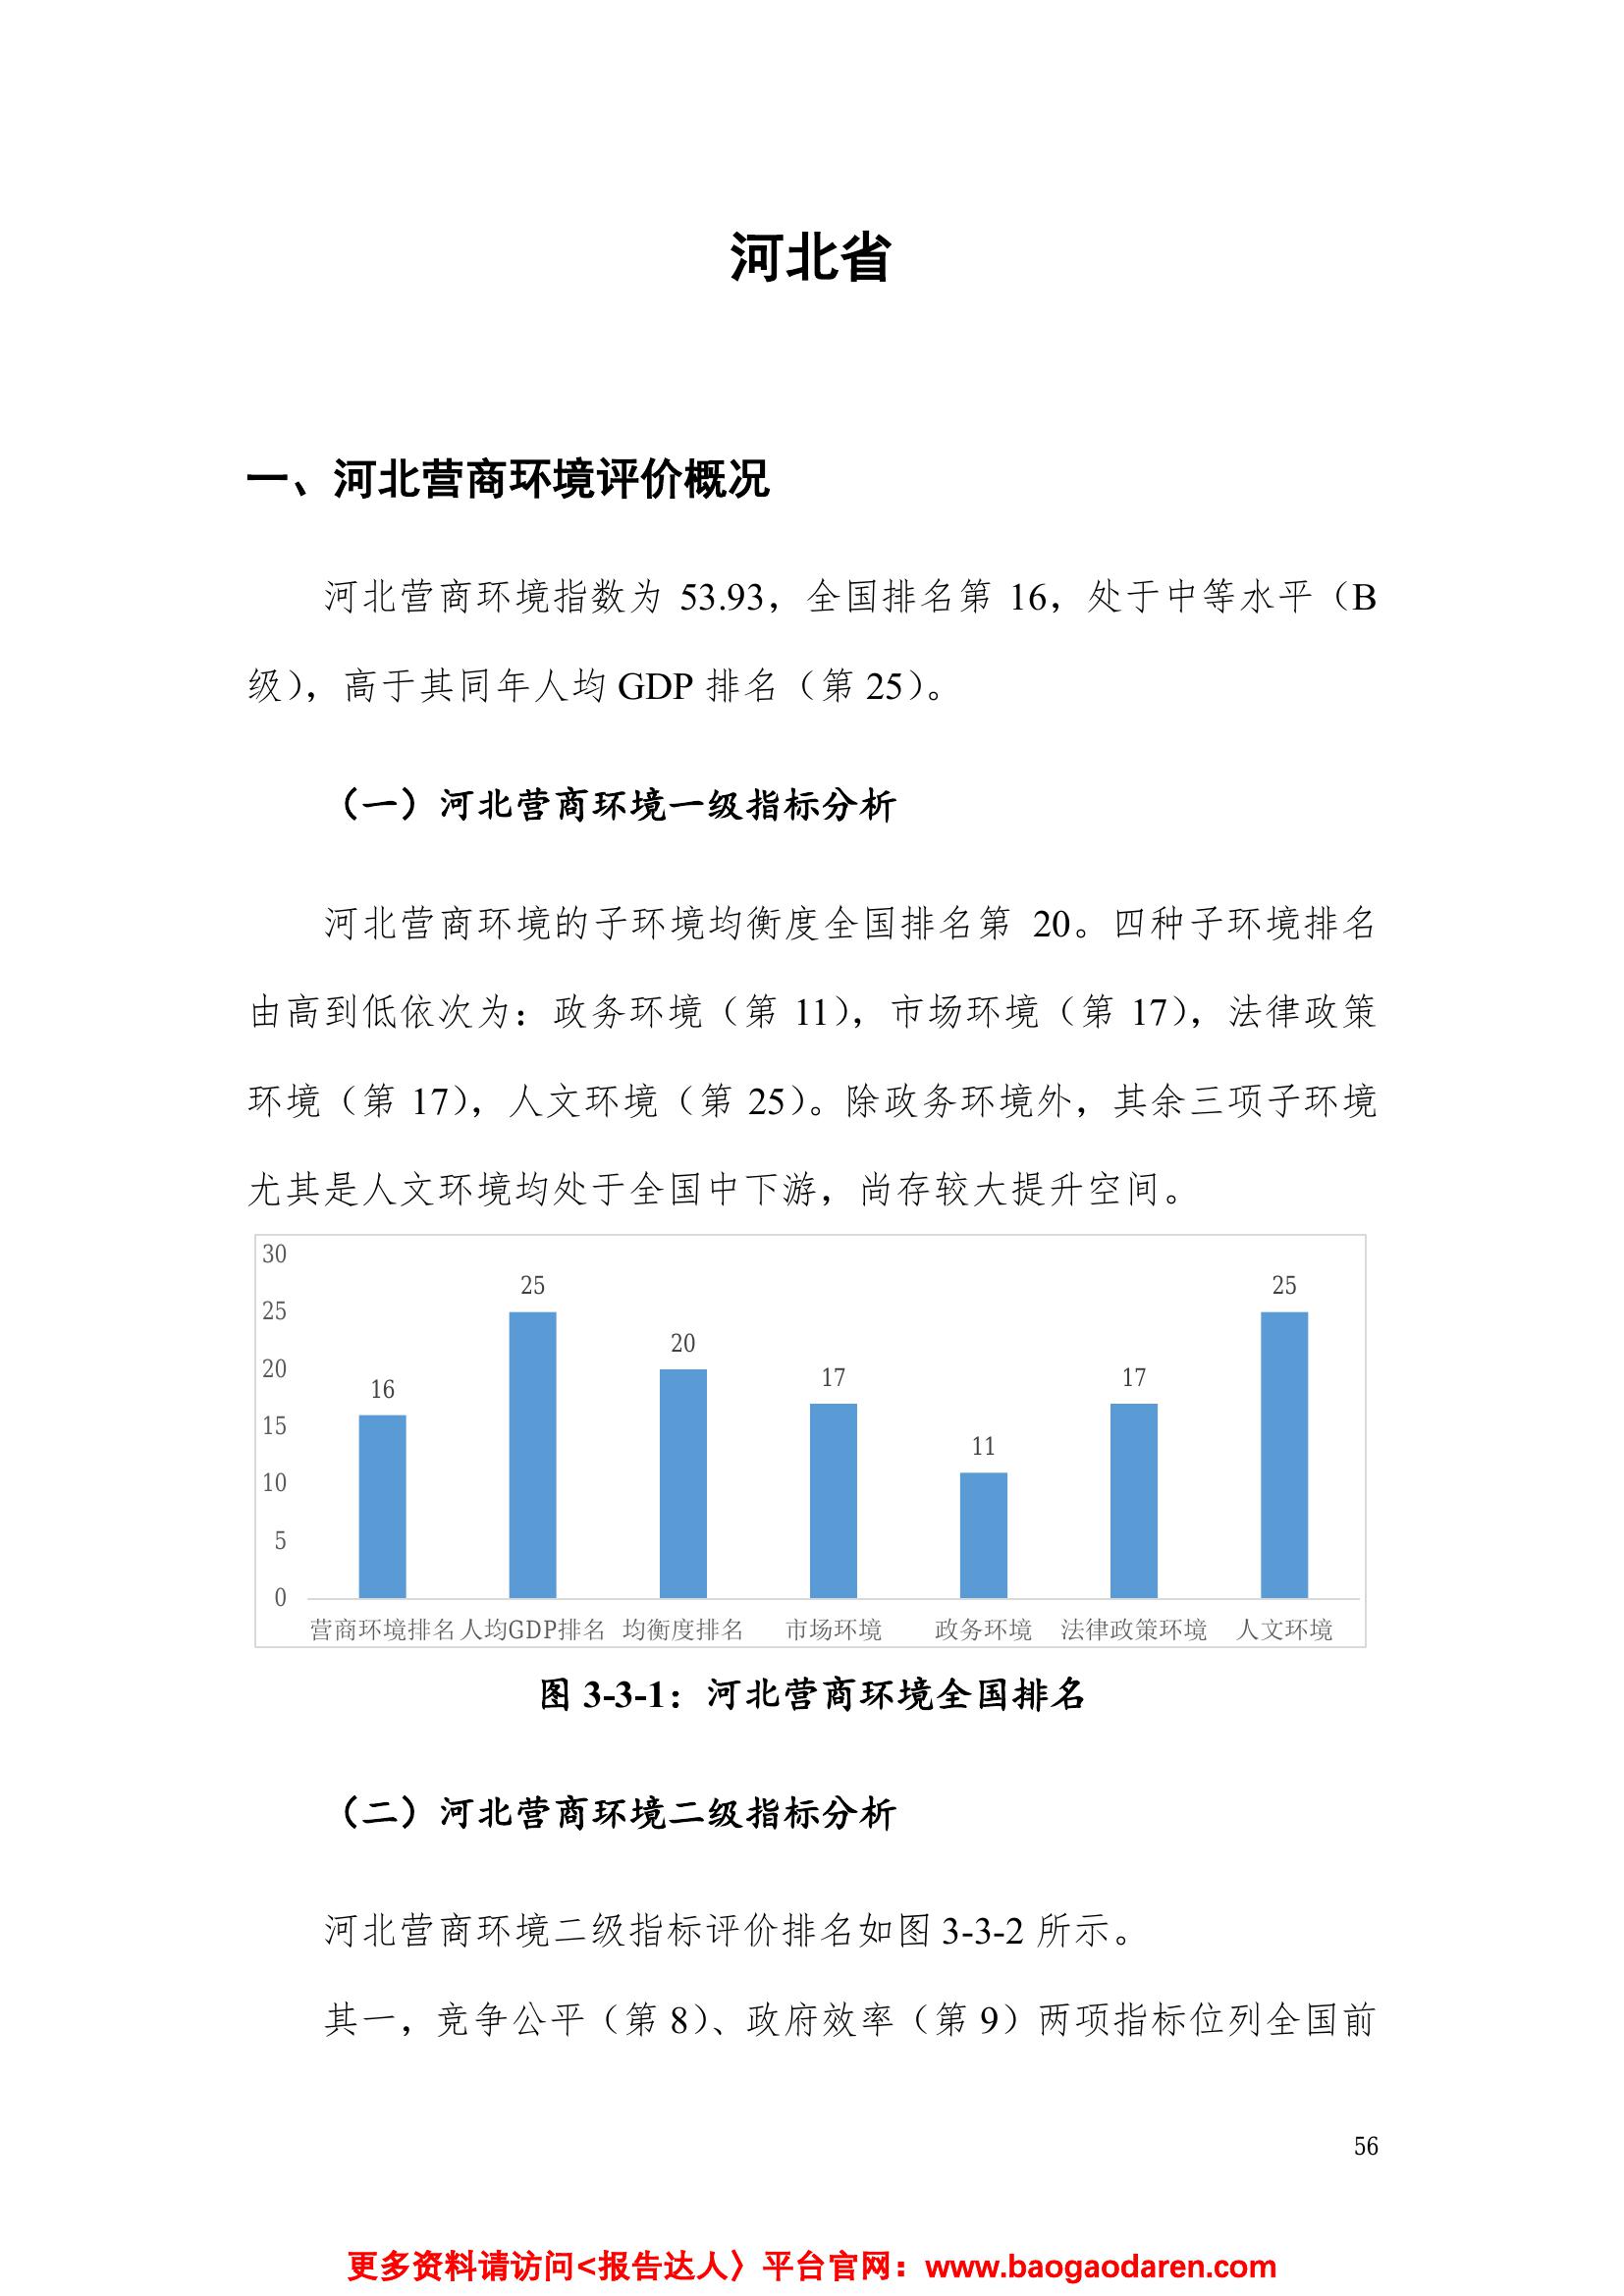 河北省
一、河北营商环境评价概况
河北营商环境指数为 53.93，全国排名第 16，处于中等水平（B
级），高于其同年人均 GDP 排名（第 25）。
（一）河北营商环境一级指标分析
河北营商环境的子环境均衡度全国排名第 20。四种子环境排名
由高到低依次为：政务环境（第 11），市场环境（第 17），法律政策
环境（第 17），人文环境（第 25）。除政务环境外，其余三项子环境
尤其是人文环境均处于全国中下游，尚存较大提升空间。
30
25
20
15
10
5
0
16
25
20
17
11
17
25
营商环境排名 人均GDP排名 均衡度排名 市场环境 政务环境 法律政策环境 人文环境
图 3-3-1：河北营商环境全国排名
（二）河北营商环境二级指标分析
河北营商环境二级指标评价排名如图 3-3-2 所示。
其一，竞争公平（第 8）、政府效率（第 9）两项指标位列全国前
56
更多资料请访问<报告达人〉平台官网：www.baogaodaren.com